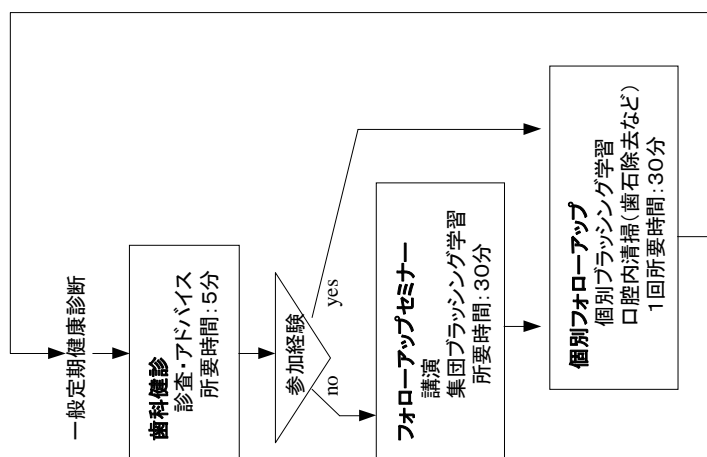 一般定期健康診断
歯科健診
診査・アドバイス
所要時間:5分
参加経験
yes
no
フォローアップセミナー
講演
集団ブラッシング学習
所要時間:30分
個別フォローアップ
個別ブラッシング学習
口腔内清掃(歯石除去など)
1回所要時間:30分